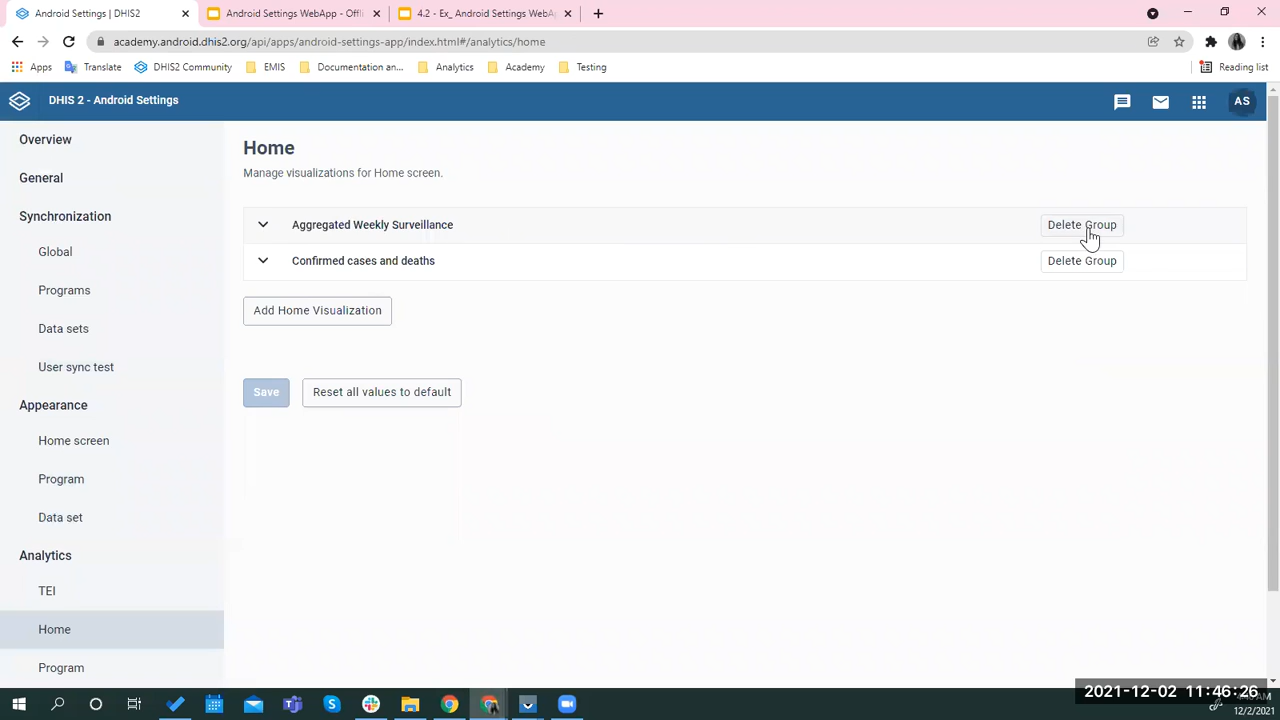 Android Settings | DHIS2
Android Settings WebApp - Offli
4.2 - Ex_ Android Settings WebAp
academy.android.dhis2.org/api/apps/android-settings-app/index.html#/analytics/home
Apps
Translate
DHIS2 Community
EMIS
Documentation an...
Analytics
Academy
Testing
Reading list
DHIS 2 - Android Settings
AS
Overview
General
Synchronization
Global
Programs
Data sets
User sync test
Appearance
Home screen
Program
Data set
Analytics
TEI
Home
Program
Home
Manage visualizations for Home screen.
Aggregated Weekly Surveillance
Delete Group
Confirmed cases and deaths
Delete Group
Add Home Visualization
Save
Reset all values to default
2021-12-02 11:46:26
12/2/2021